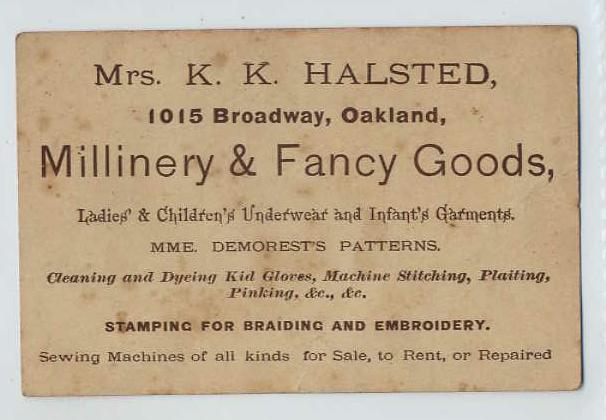 Mrs. K. K. HALSTED,
1015 Broadway, Oakland,
Millinery & Fancy Goods,
Ladies' & Children's Underwear and Infant's Garments.
MME. DEMOREST'S PATTERNS.
Cleaning and Dyeing Kid Gloves, Machine Stitching, Plaiting,
Pinking, &c., &c.
STAMPING FOR BRAIDING AND EMBROIDERY.
Sewing Machines of all kinds for Sale, to Rent, or Repaired